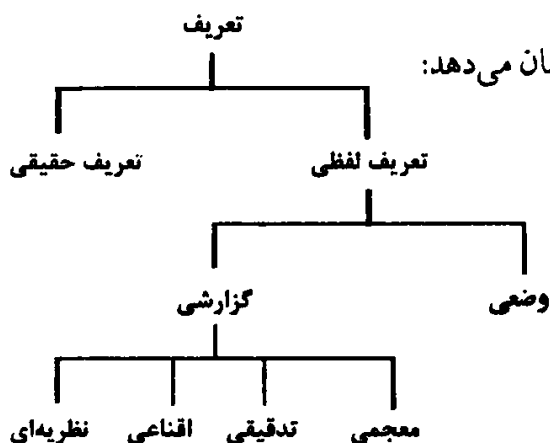 تعریف
ان می‌دهد:
تعریف لفظی تعریف حقیقی
وضعی گزارشی
معجمی تدقیقی اقناعی نظریه‌ای